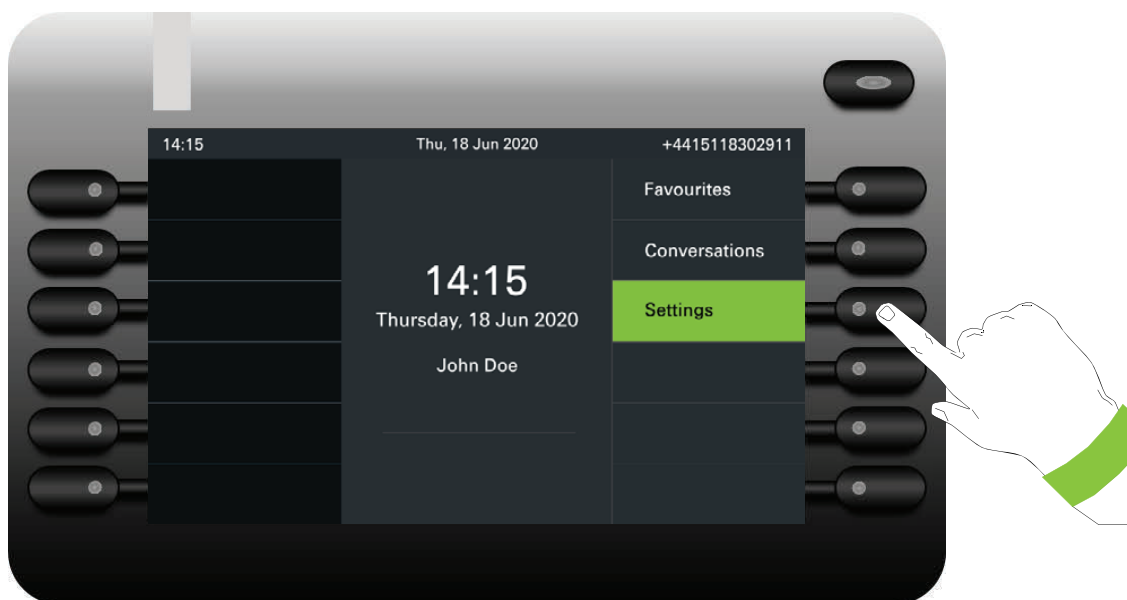 14:15 Thu, 18 Jun 2020 +4415118302911
Favourites
Conversations
14:15
Settings
Thursday, 18 Jun 2020
John Doe